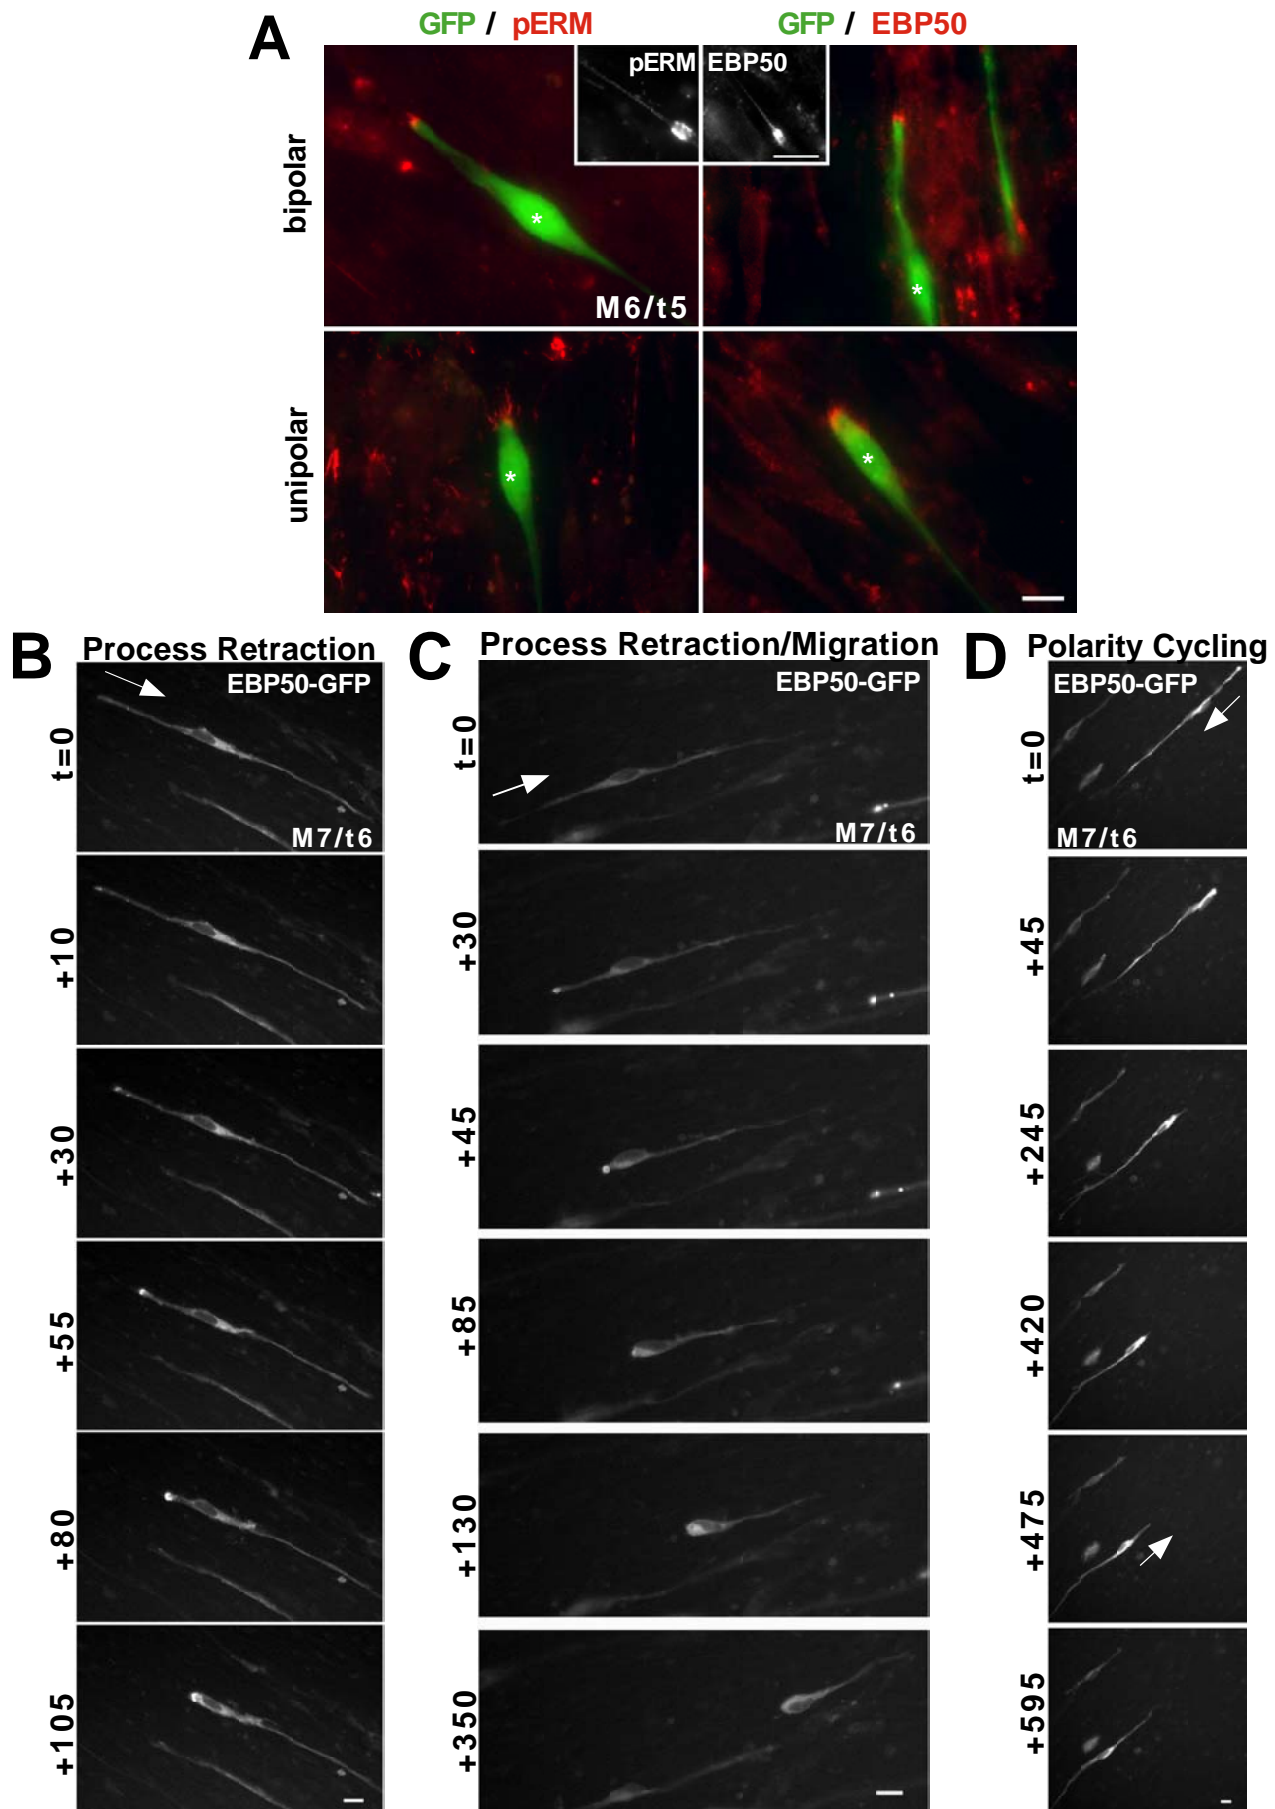 A
GFP / pERM
GFP / EBP50
pERM
EBP50
bipolar
*
*
M6/t5
unipolar
*
*
B
Process Retraction
EBP50-GFP
t=0
M7/t6
+10
+30
+55
+80
+105
C
Process Retraction/Migration
EBP50-GFP
t=0
M7/t6
+30
+45
+85
+130
+350
D
Polarity Cycling
EBP50-GFP
t=0
M7/t6
+45
+245
+420
+475
+595